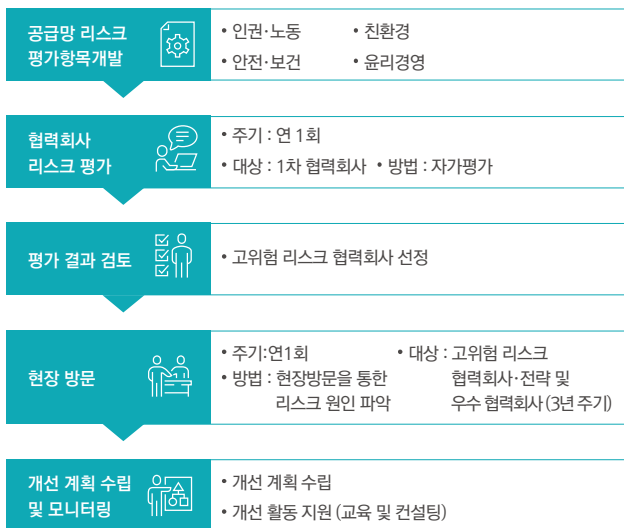 공급망 리스크
평가항목개발
• 인권·노동 • 친환경
• 안전·보건 • 윤리경영
협력회사
리스크 평가
• 주기 : 연 1회
• 대상 : 1차 협력회사 • 방법 : 자가평가
평가 결과 검토
• 고위험 리스크 협력회사 선정
현장 방문
• 주기:연1회
• 방법 : 현장방문을 통한
리스크 원인 파악
• 대상 : 고위험 리스크
협력회사·전략 및
우수 협력회사 (3년 주기)
개선 계획 수립
및 모니터링
• 개선 계획 수립
• 개선 활동 지원 (교육 및 컨설팅)